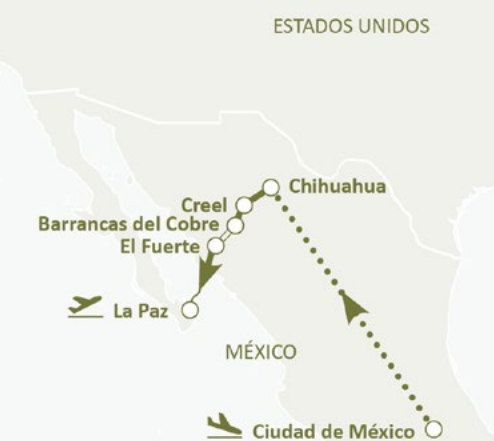 ESTADOS UNIDOS
Chihuahua
Creel
Barrancas del Cobre
El Fuerte
La Paz
MÉXICO
Ciudad de México